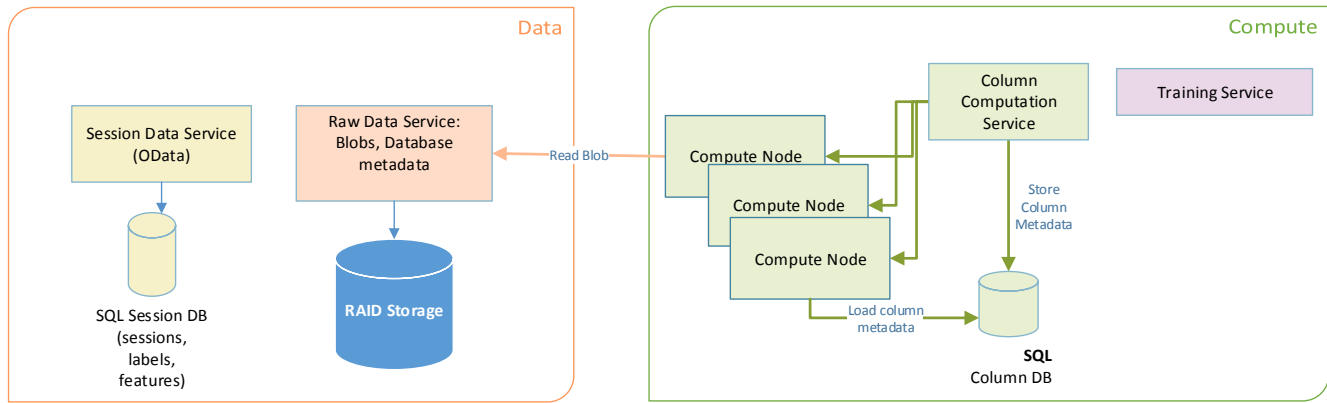 Data
Session Data Service
(OData)
Raw Data Service:
Blobs, Database
metadata
SQL Session DB
(sessions,
labels,
features)
RAID Storage
Read Blob
Compute
Column
Computation
Service
Training Service
Compute Node
Compute Node
Compute Node
Store
Column
Metadata
Load column
metadata
SQL
Column DB